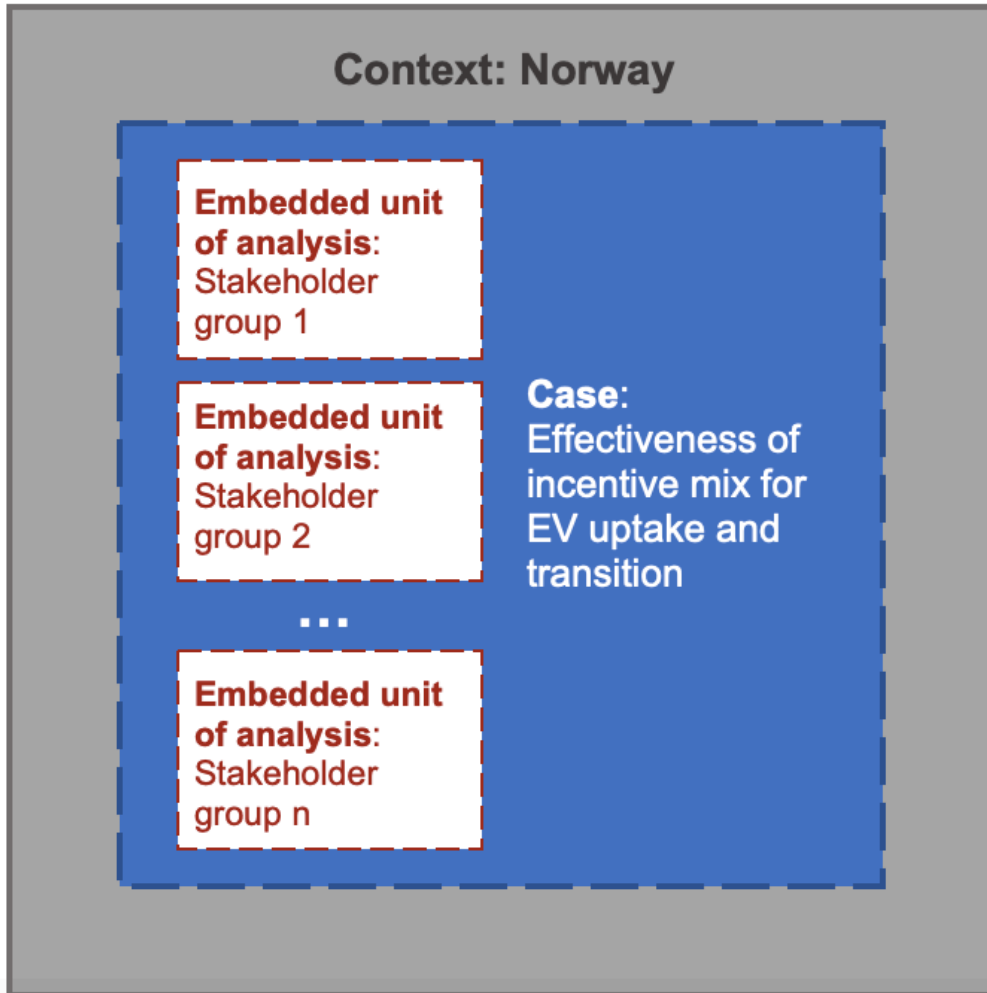 Context: Norway
Embedded unit
of analysis:
Stakeholder
group 1
Embedded unit
of analysis:
Stakeholder
group 2
...
Embedded unit
of analysis:
Stakeholder
group n
Case:
Effectiveness of
incentive mix for
EV uptake and
transition